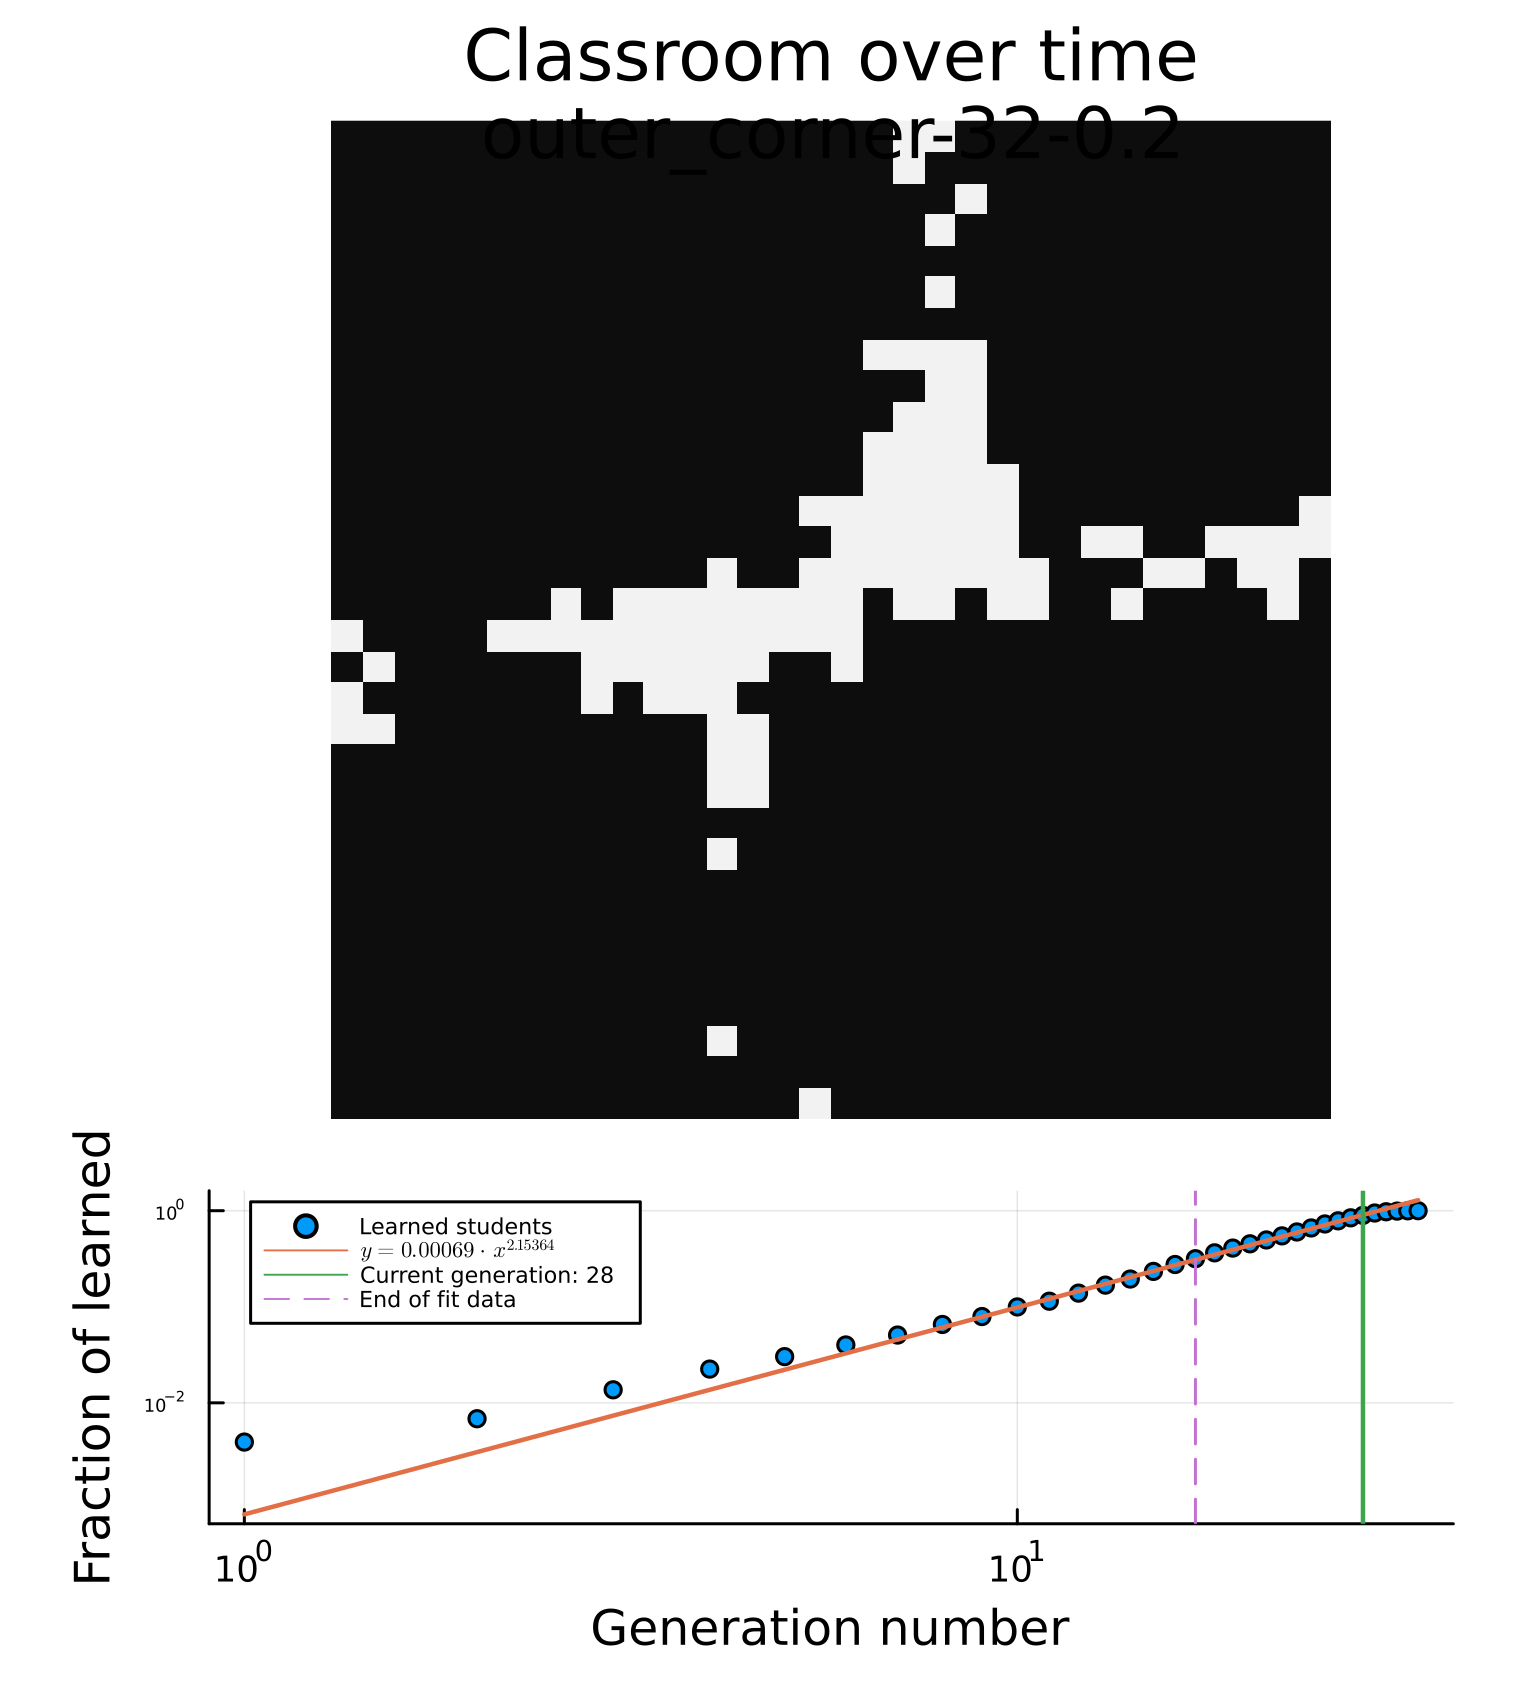 Classroom over time
outer_corner-32-0.2
Fraction of learned
10⁰
10⁻²
Learned students
y = 0.00069 · x^2.15364
Current generation: 28
End of fit data
10⁰
10¹
Generation number